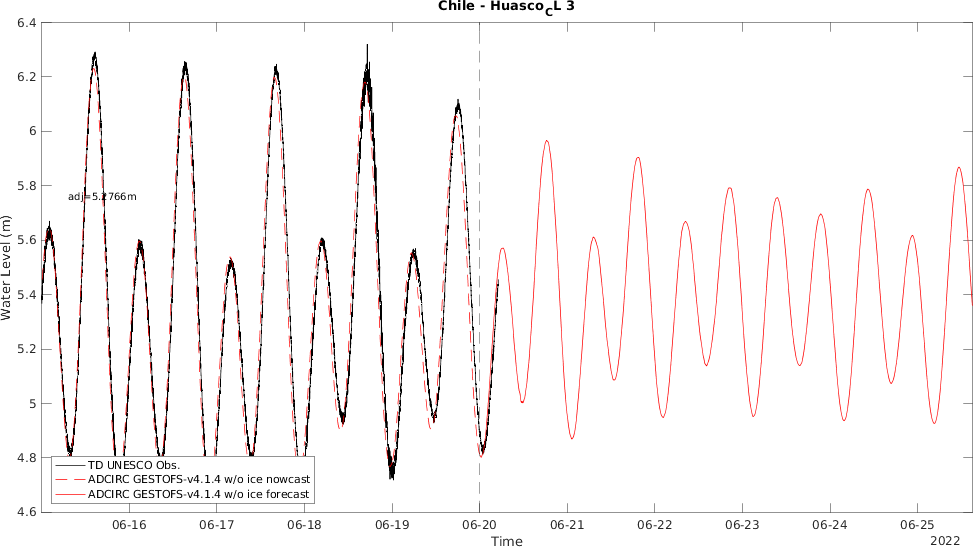 Chile - Huasco_CL 3
6.4
6.2
6
5.8
5.6
5.4
5.2
5
4.8
4.6
Water Level (m)
adj=5.2766m
TD UNESCO Obs.
ADCIRC GESTOFS-v4.1.4 w/o ice nowcast
ADCIRC GESTOFS-v4.1.4 w/o ice forecast
06-16 06-17 06-18 06-19 06-20 06-21 06-22 06-23 06-24 06-25
Time
2022